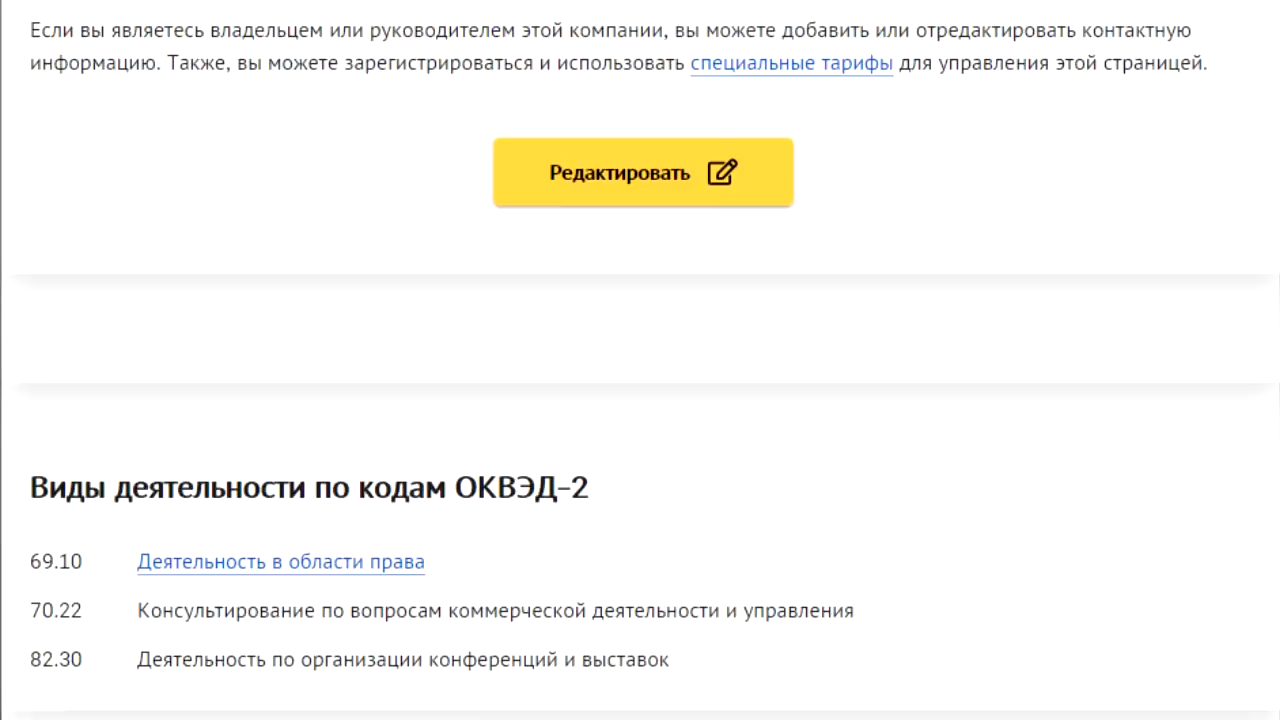 Если вы являетесь владельцем или руководителем этой компании, вы можете добавить или отредактировать контактную
информацию. Также, вы можете зарегистрироваться и использовать специальные тарифы для управления этой страницей.
Редактировать
Виды деятельности по кодам ОКВЭД-2
69.10 Деятельность в области права
70.22 Консультирование по вопросам коммерческой деятельности и управления
82.30 Деятельность по организации конференций и выставок